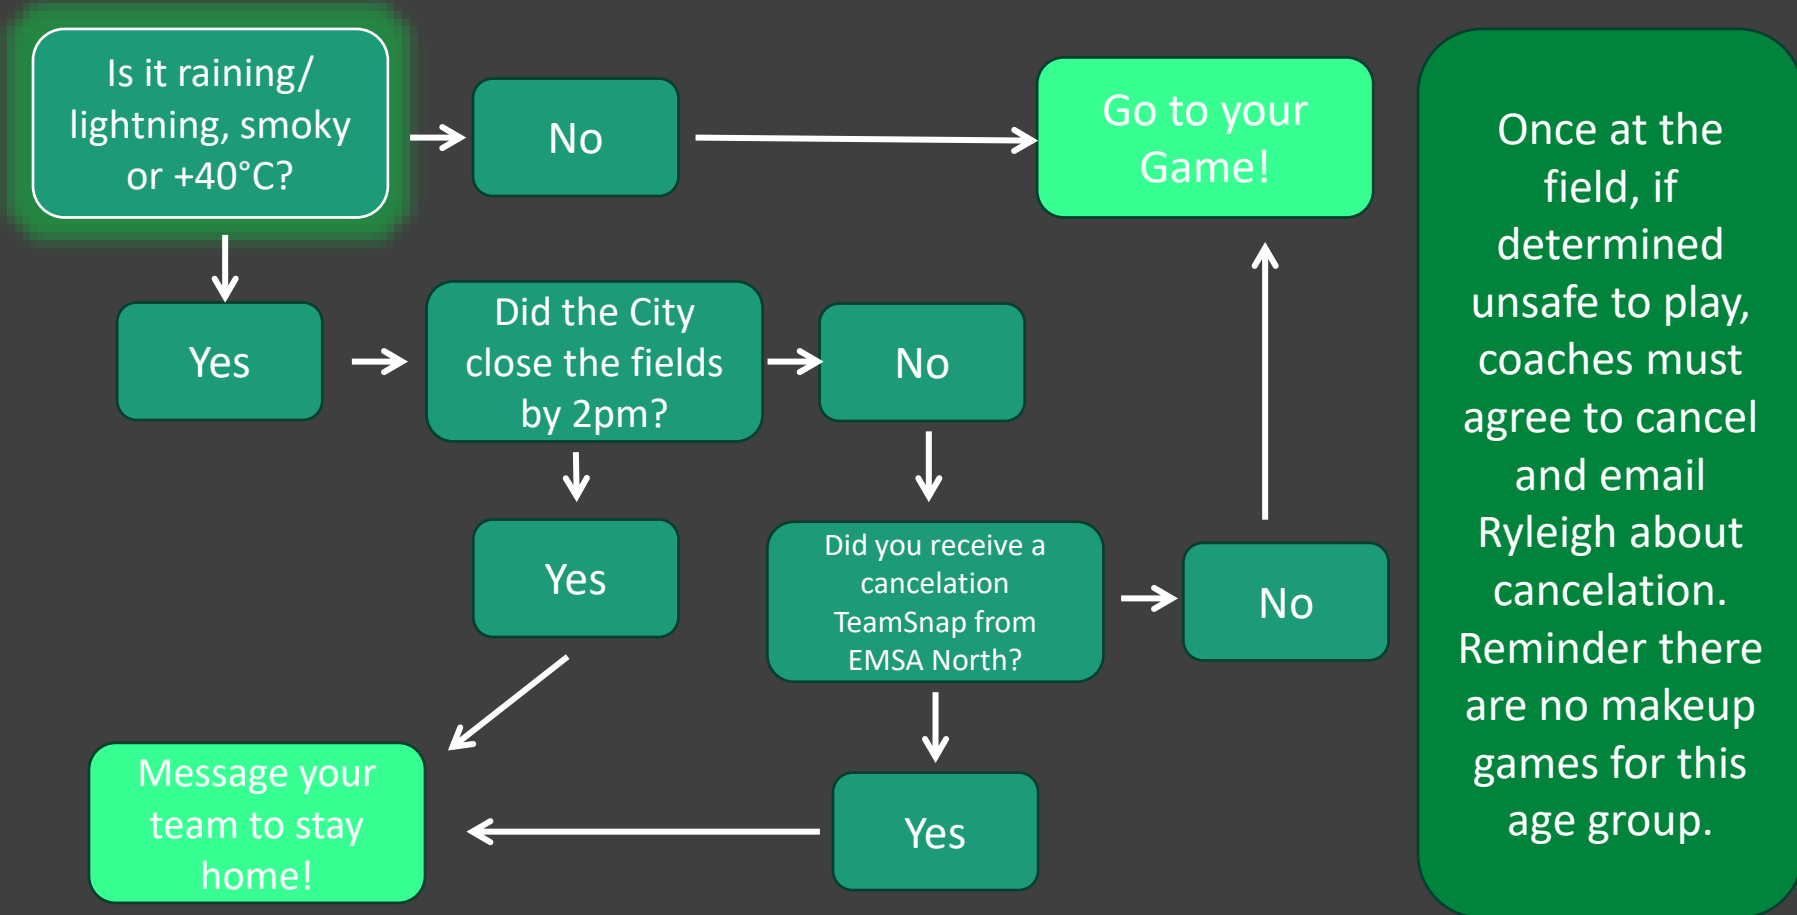 Is it raining/
lightning, smoky
or +40°C?
No
Go to your
Game!
Yes
Did the City
close the fields
by 2pm?
No
Yes
Did you receive a
cancelation
TeamSnap from
EMSA North?
No
Message your
team to stay
home!
Yes
Once at the
field, if
determined
unsafe to play,
coaches must
agree to cancel
and email
Ryleigh about
cancelation.
Reminder there
are no makeup
games for this
age group.